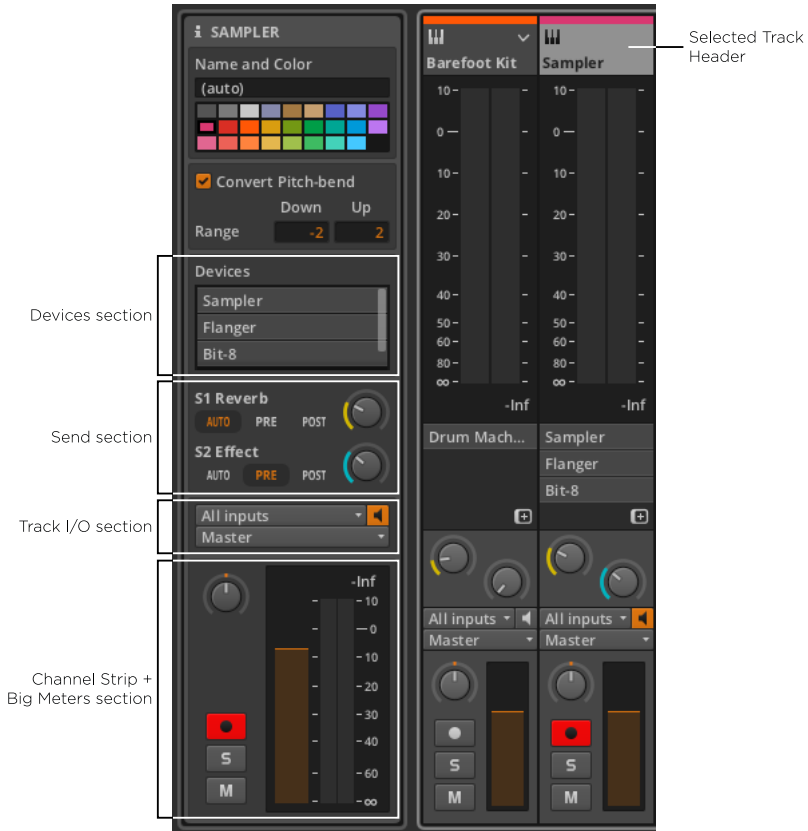 SAMPLER
Name and Color
(auto)
Convert Pitch-bend
Down Up
Range -2 2
Devices section
Devices
Sampler
Flanger
Bit-8
Send section
S1 Reverb
AUTO PRE POST
S2 Effect
AUTO PRE POST
Track I/O section
All inputs
Master
Channel Strip +
Big Meters section
-Inf
10
0
10
20
30
40
60
∞
S
M
Selected Track
Header
Barefoot Kit
10
0
10
20
30
40
50
60
80
∞
-Inf
Drum Mach...
All inputs
Master
S
M
Sampler
10
0
10
20
30
40
50
60
80
∞
-Inf
Sampler
Flanger
Bit-8
All inputs
Master
S
M